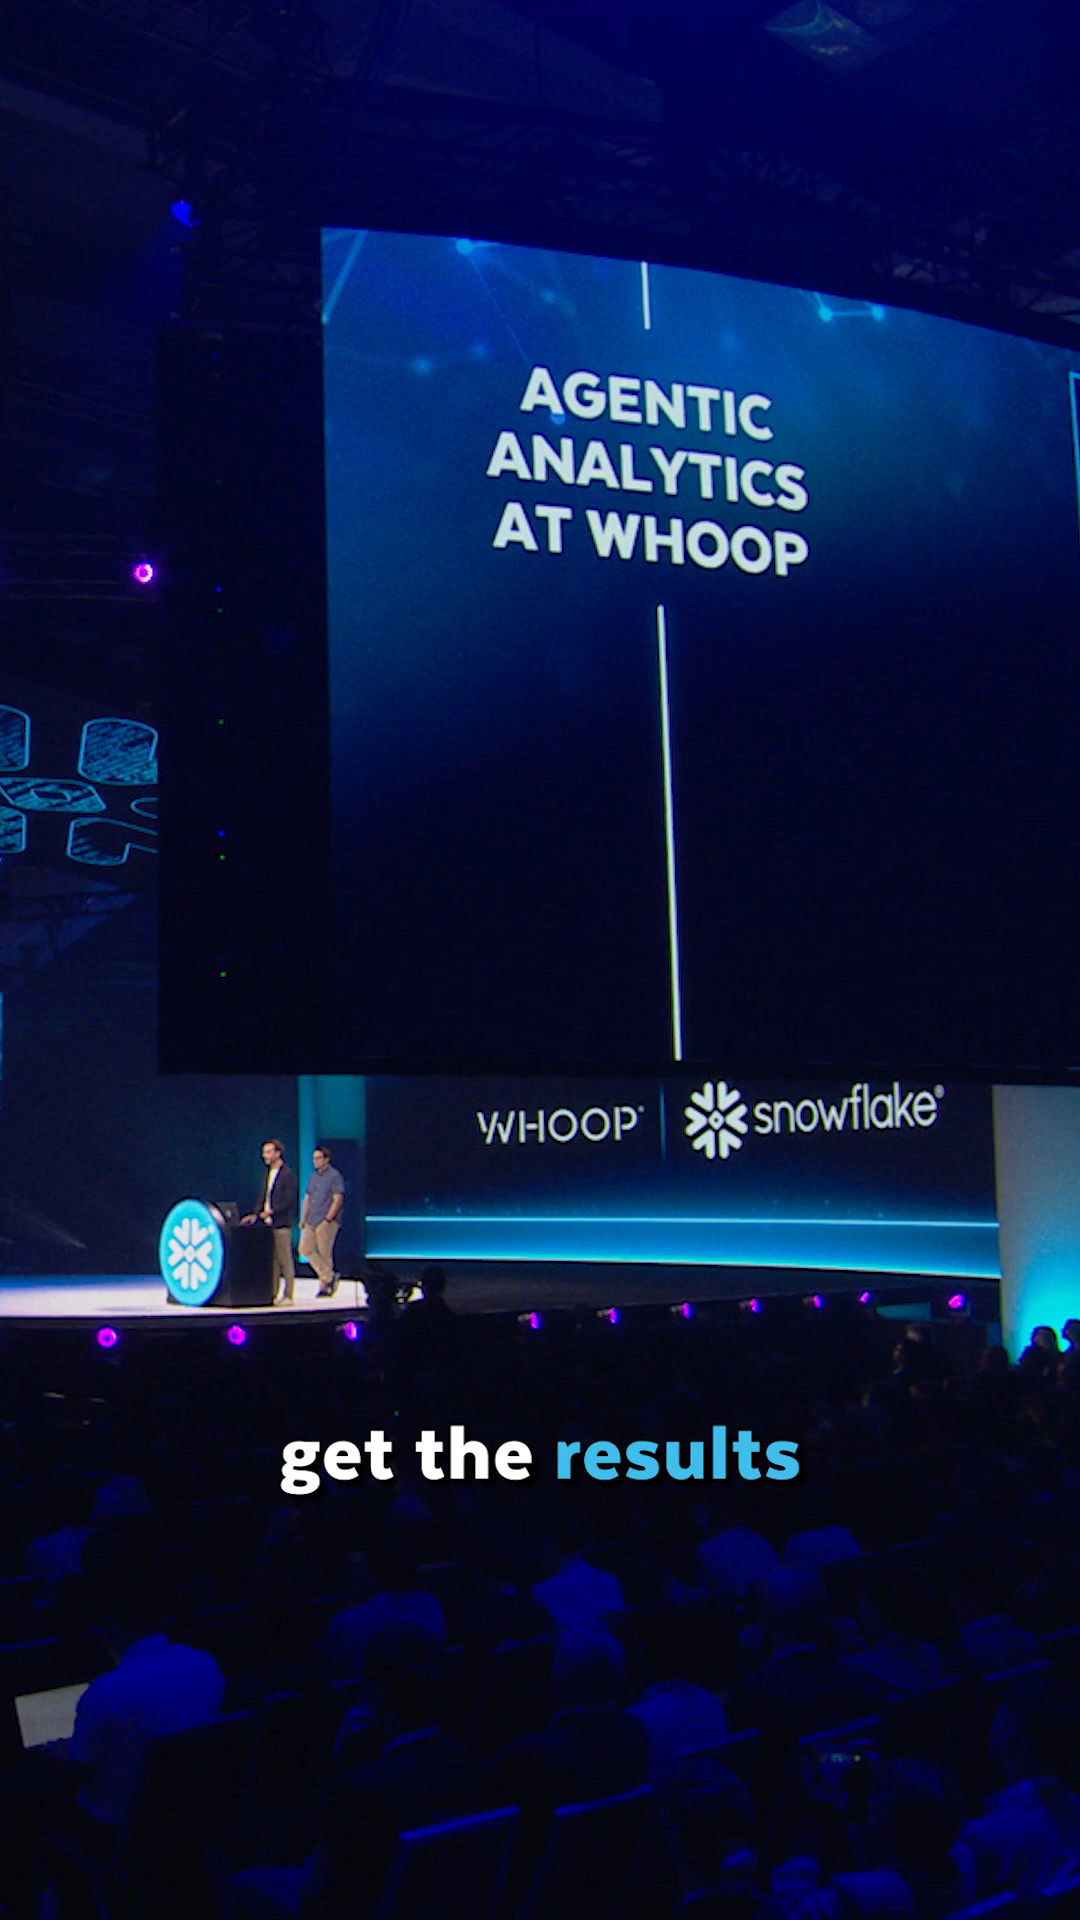 AGENTIC
ANALYTICS
AT WHOOP
WHOOP®
snowflake®
get the results